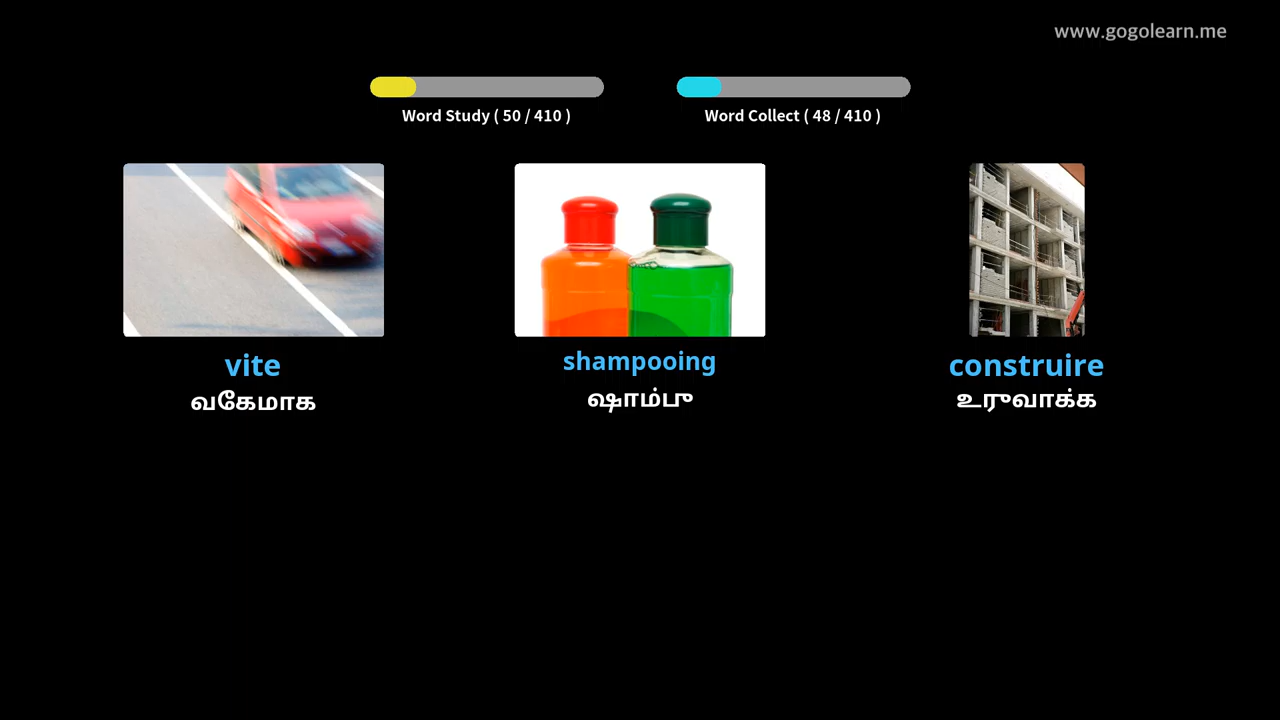 www.gogolearn.me
Word Study ( 50 / 410 )
Word Collect ( 48 / 410 )
vite
shampooing
construire
வகேமாக
ஷாம்பு
உருவாக்க